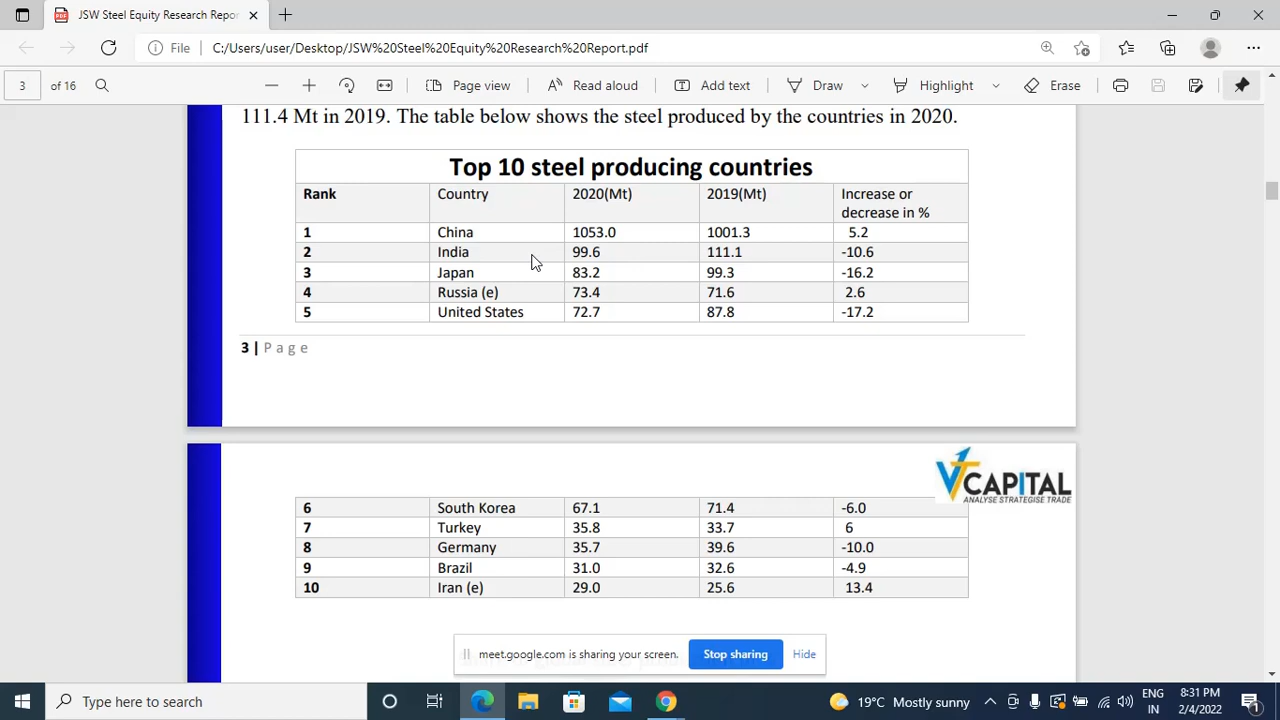 JSW Steel Equity Research Repor
File C:/Users/user/Desktop/JSW%20Steel%20Equity%20Research%20Report.pdf
3 of 16 Page view Read aloud Add text Draw Highlight Erase
111.4 Mt in 2019. The table below shows the steel produced by the countries in 2020.
Top 10 steel producing countries
Rank Country 2020(Mt) 2019(Mt) Increase or
decrease in %
1 China 1053.0 1001.3 5.2
2 India 99.6 111.1 -10.6
3 Japan 83.2 99.3 -16.2
4 Russia (e) 73.4 71.6 2.6
5 United States 72.7 87.8 -17.2
3 | Page
VT CAPITAL
ANALYSE STRATEGISE TRADE
6 South Korea 67.1 71.4 -6.0
7 Turkey 35.8 33.7 6
8 Germany 35.7 39.6 -10.0
9 Brazil 31.0 32.6 -4.9
10 Iran (e) 29.0 25.6 13.4
meet.google.com is sharing your screen. Stop sharing Hide
Type here to search 19°C Mostly sunny ENG IN 8:31 PM 2/4/2022 1